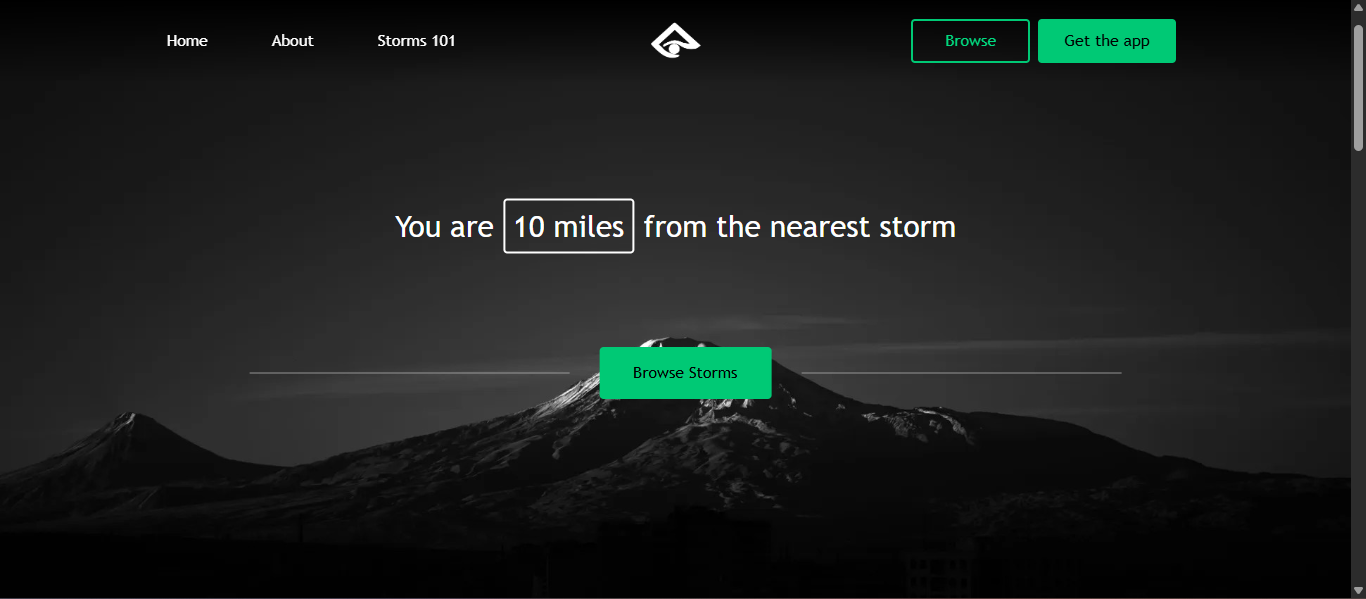 Home About Storms 101 Browse Get the app
You are 10 miles from the nearest storm
Browse Storms